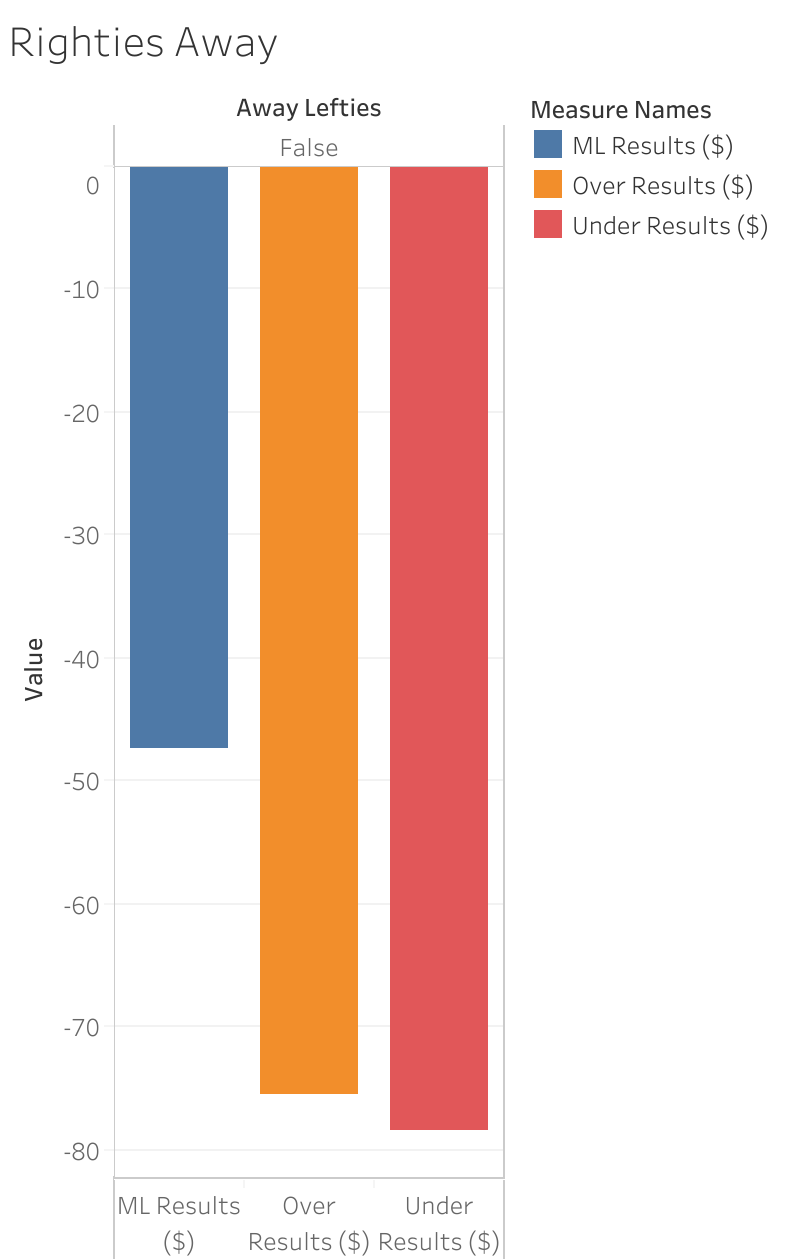 Righties Away
Away Lefties
False
Measure Names
ML Results ($)
Over Results ($)
Under Results ($)
0
-10
-20
-30
-40
-50
-60
-70
-80
Value
ML Results
($)
Over
Results ($)
Under
Results ($)